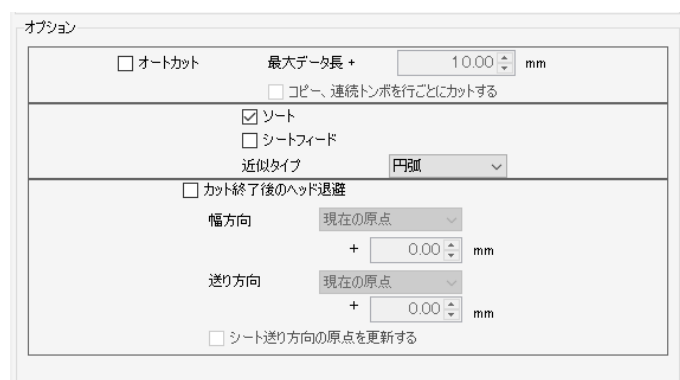 オプション
オートカット 最大データ長 + 10.00 mm
コピー、連続トンボを行ごとにカットする
ソート
シートフィード
近似タイプ 円弧
カット終了後のヘッド退避
幅方向 現在の原点
+ 0.00 mm
送り方向 現在の原点
+ 0.00 mm
シート送り方向の原点を更新する